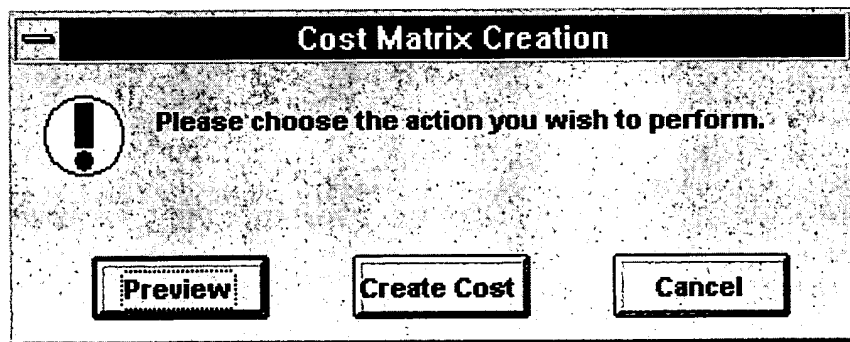 Cost Matrix Creation
Please choose the action you wish to perform.
Preview Create Cost Cancel